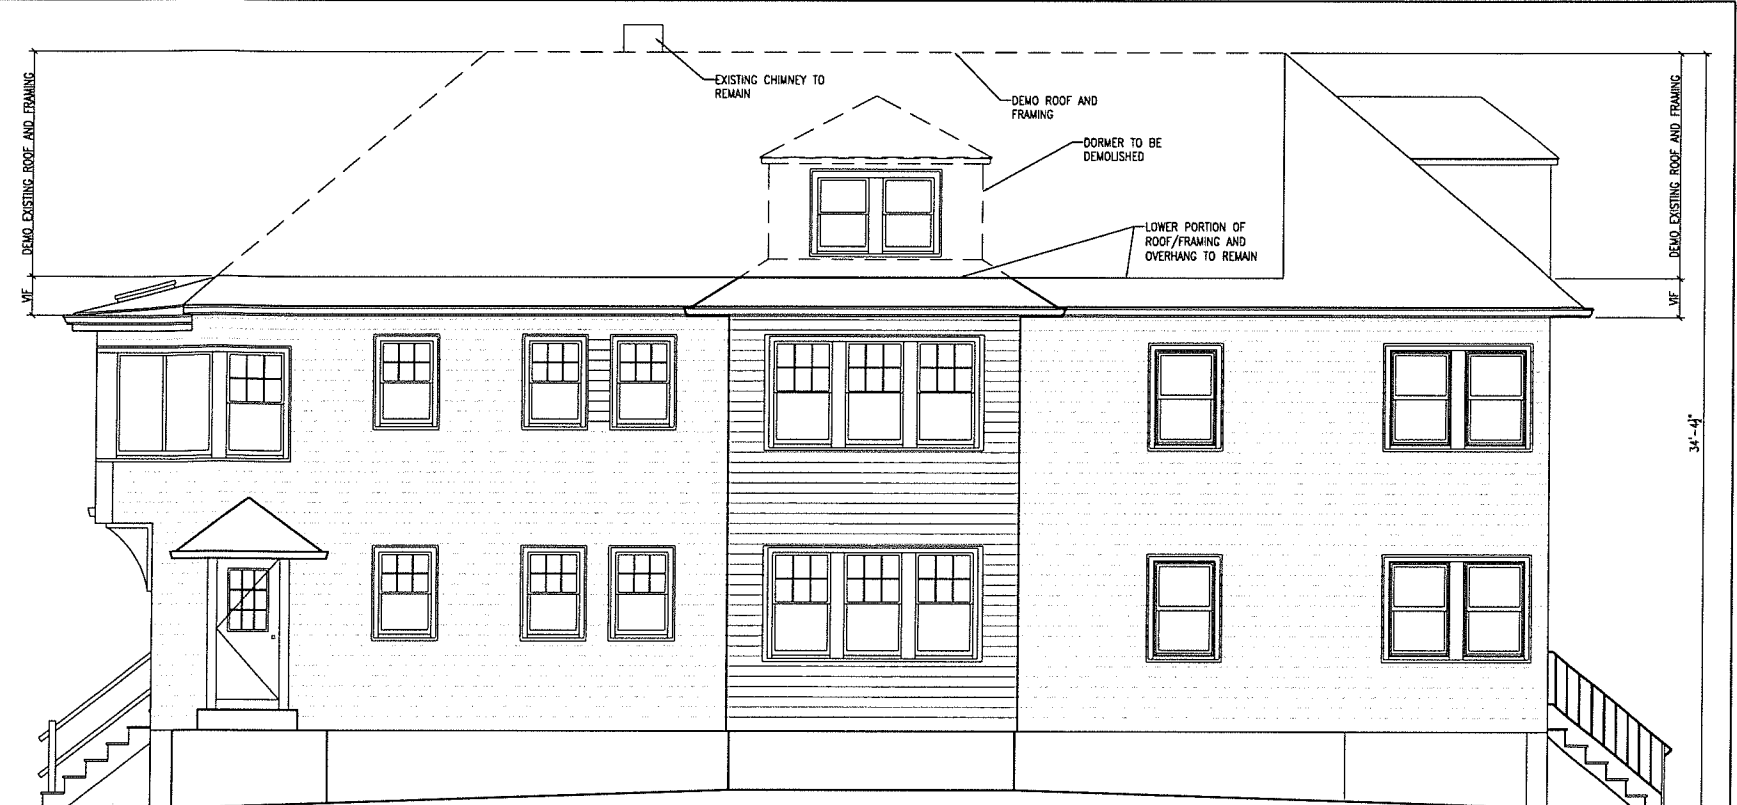 EXISTING CHIMNEY TO
REMAIN
DEMO ROOF AND
FRAMING
DORMER TO BE
DEMOLISHED
LOWER PORTION OF
ROOF/FRAMING AND
OVERHANG TO REMAIN
DEMO EXISTING ROOF AND FRAMING
VIF
DEMO EXISTING ROOF AND FRAMING
VIF
34'-4½"